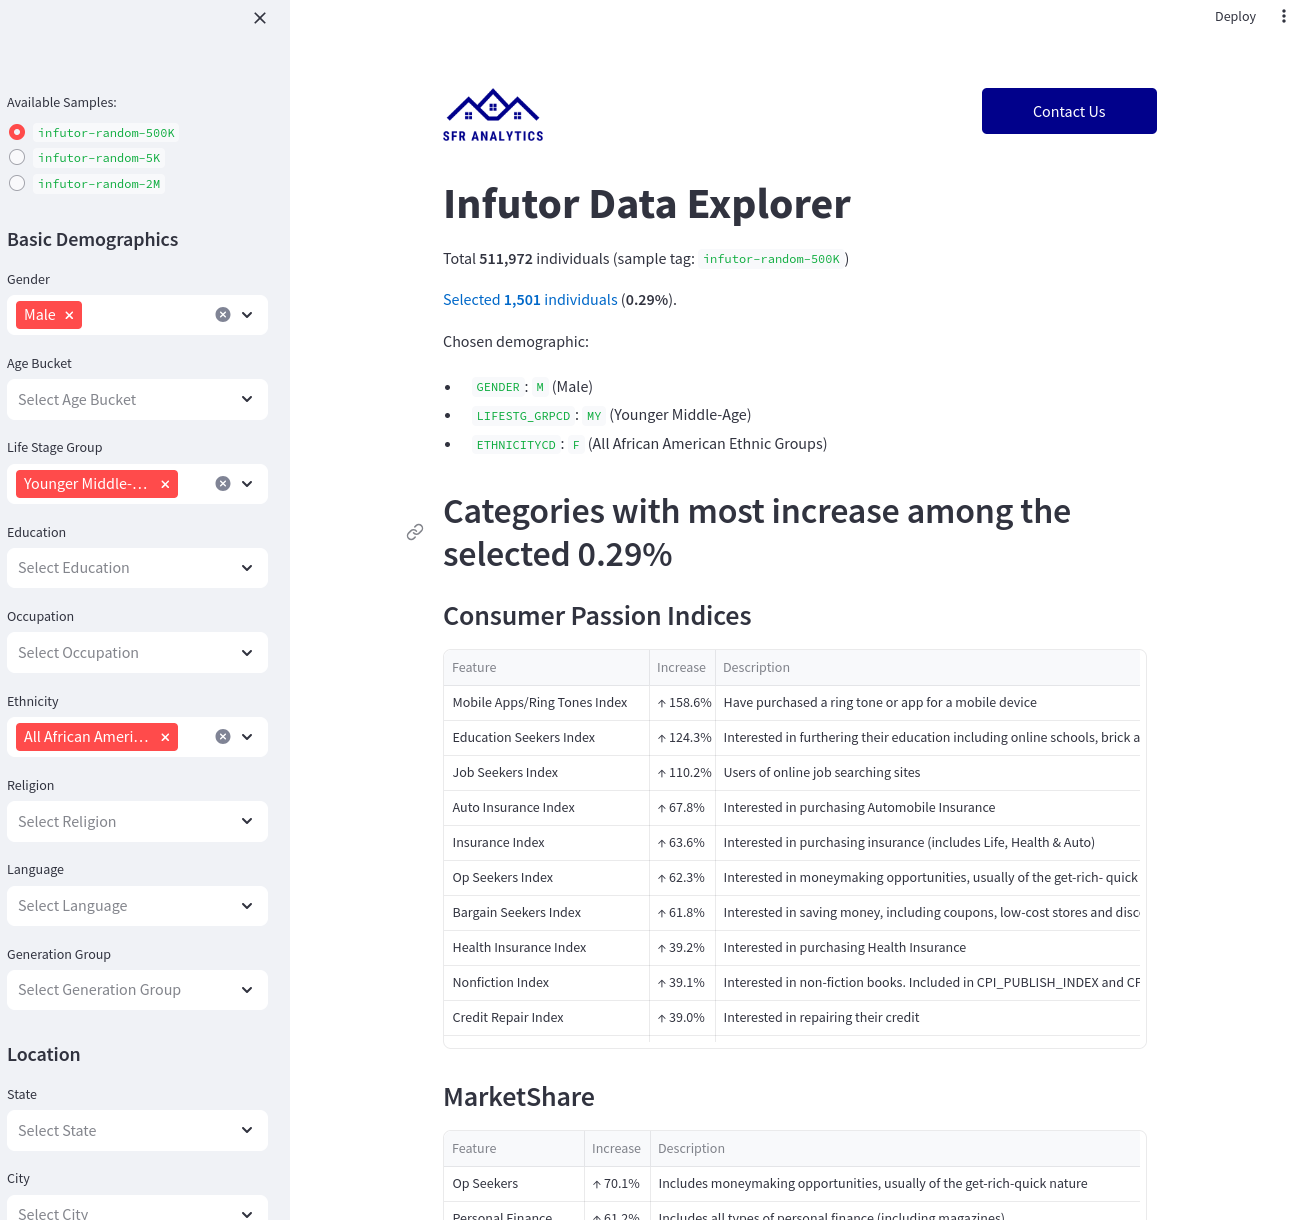 Deploy
Available Samples:
infutor-random-500K
infutor-random-5K
infutor-random-2M
Basic Demographics
Gender
Male
Age Bucket
Select Age Bucket
Life Stage Group
Younger Middle-...
Education
Select Education
Occupation
Select Occupation
Ethnicity
All African Ameri...
Religion
Select Religion
Language
Select Language
Generation Group
Select Generation Group
Location
State
Select State
City
Select City
SFR ANALYTICS
Contact Us
Infutor Data Explorer
Total 511,972 individuals (sample tag: infutor-random-500K )
Selected 1,501 individuals (0.29%).
Chosen demographic:
• GENDER : M (Male)
• LIFESTG_GRPCD : MY (Younger Middle-Age)
• ETHNICITYCD : F (All African American Ethnic Groups)
Categories with most increase among the
selected 0.29%
Consumer Passion Indices
Feature Increase Description
Mobile Apps/Ring Tones Index ↑ 158.6% Have purchased a ring tone or app for a mobile device
Education Seekers Index ↑ 124.3% Interested in furthering their education including online schools, brick a
Job Seekers Index ↑ 110.2% Users of online job searching sites
Auto Insurance Index ↑ 67.8% Interested in purchasing Automobile Insurance
Insurance Index ↑ 63.6% Interested in purchasing insurance (includes Life, Health & Auto)
Op Seekers Index ↑ 62.3% Interested in moneymaking opportunities, usually of the get-rich- quick
Bargain Seekers Index ↑ 61.8% Interested in saving money, including coupons, low-cost stores and disc
Health Insurance Index ↑ 39.2% Interested in purchasing Health Insurance
Nonfiction Index ↑ 39.1% Interested in non-fiction books. Included in CPI_PUBLISH_INDEX and CF
Credit Repair Index ↑ 39.0% Interested in repairing their credit
MarketShare
Feature Increase Description
Op Seekers ↑ 70.1% Includes moneymaking opportunities, usually of the get-rich-quick nature
Personal Finance ↑ 61.2% Includes all types of personal finance (including magazines)